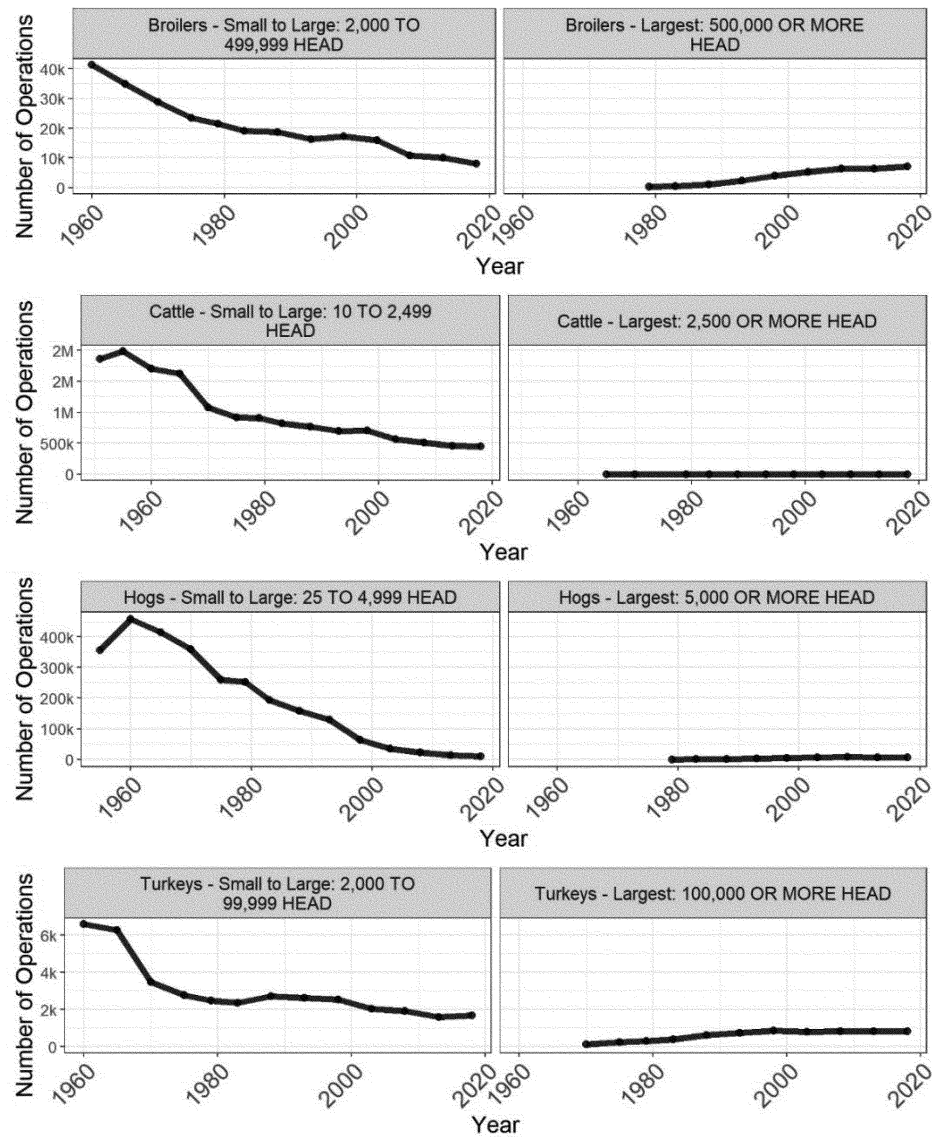 Broilers - Small to Large: 2,000 TO
499,999 HEAD
Broilers - Largest: 500,000 OR MORE
HEAD
Number of Operations
40k
30k
20k
10k
0
1960
1980
2000
2020
1960
1980
2000
2020
Year
Cattle - Small to Large: 10 TO 2,499
HEAD
Cattle - Largest: 2,500 OR MORE HEAD
Number of Operations
2M
2M
1M
500k
0
1960
1980
2000
2020
1960
1980
2000
2020
Year
Hogs - Small to Large: 25 TO 4,999 HEAD
Hogs - Largest: 5,000 OR MORE HEAD
Number of Operations
400k
300k
200k
100k
0
1960
1980
2000
2020
1960
1980
2000
2020
Year
Turkeys - Small to Large: 2,000 TO
99,999 HEAD
Turkeys - Largest: 100,000 OR MORE HEAD
Number of Operations
6k
4k
2k
0
1960
1980
2000
2020
1960
1980
2000
2020
Year